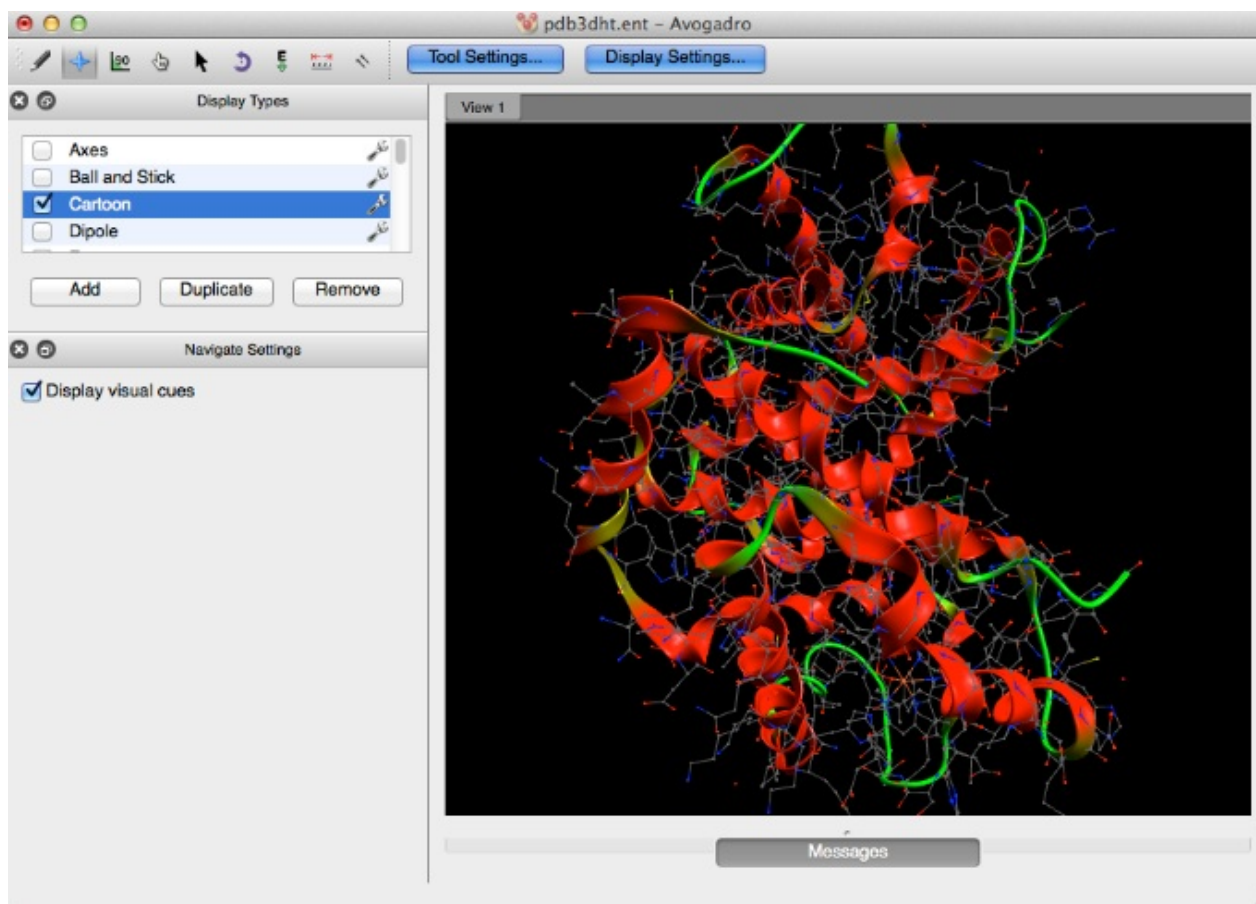 pdb3dht.ent – Avogadro
90
E
Tool Settings...
Display Settings...
Display Types
View 1
Axes
Ball and Stick
Cartoon
Dipole
Add
Duplicate
Remove
Navigate Settings
Display visual cues
Messages